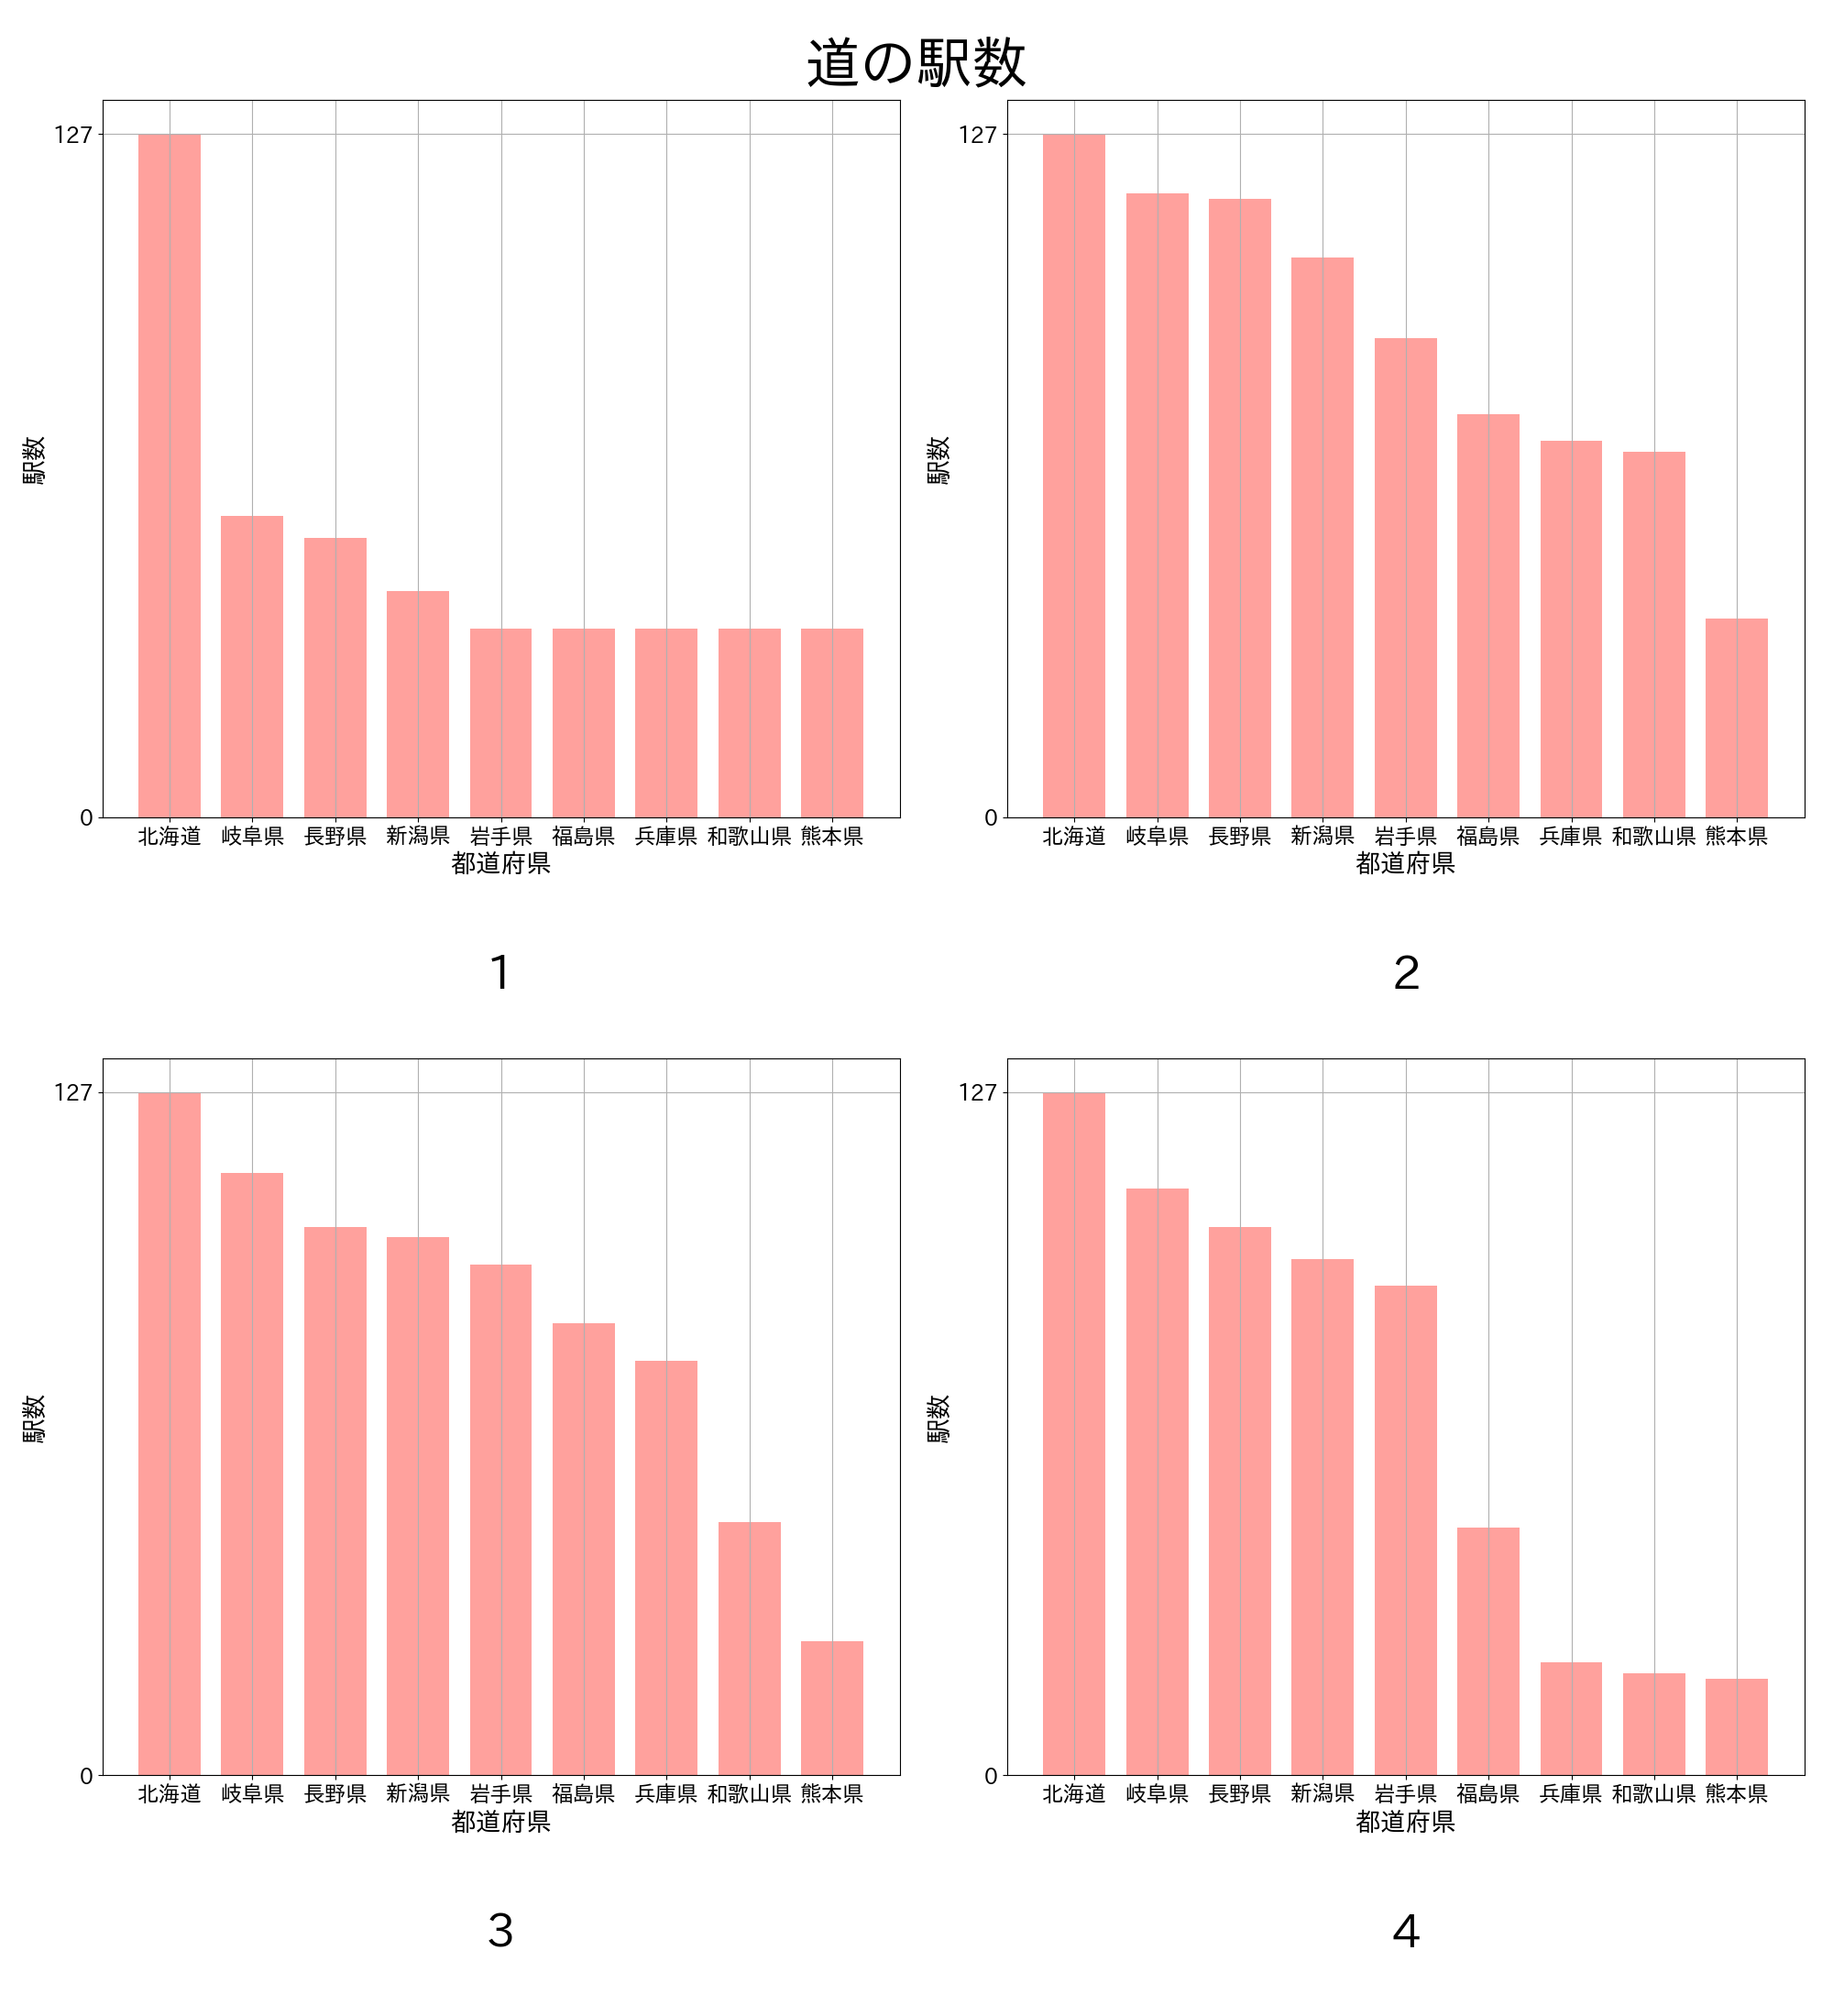 道の駅数
127
駅数
0
北海道 岐阜県 長野県 新潟県 岩手県 福島県 兵庫県 和歌山県 熊本県
都道府県
1
127
駅数
0
北海道 岐阜県 長野県 新潟県 岩手県 福島県 兵庫県 和歌山県 熊本県
都道府県
2
127
駅数
0
北海道 岐阜県 長野県 新潟県 岩手県 福島県 兵庫県 和歌山県 熊本県
都道府県
3
127
駅数
0
北海道 岐阜県 長野県 新潟県 岩手県 福島県 兵庫県 和歌山県 熊本県
都道府県
4